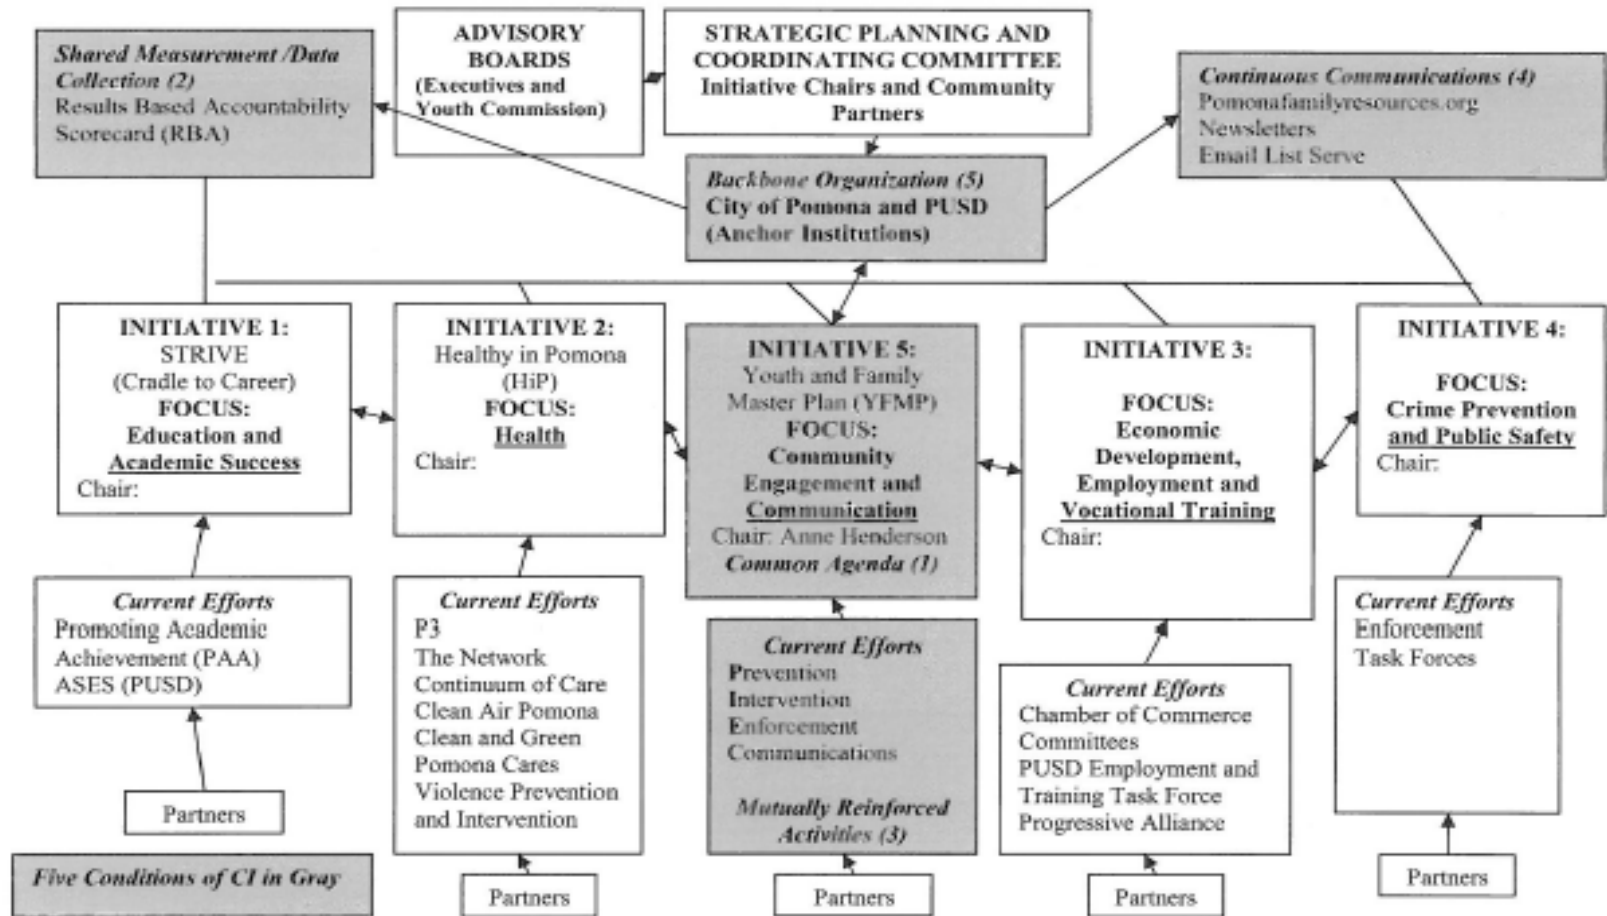 Shared Measurement /Data
Collection (2)
Results Based Accountability
Scorecard (RBA)
ADVISORY
BOARDS
(Executives and
Youth Commission)
STRATEGIC PLANNING AND
COORDINATING COMMITTEE
Initiative Chairs and Community
Partners
Continuous Communications (4)
Pomonafamilyresources.org
Newsletters
Email List Serve
Backbone Organization (5)
City of Pomona and PUSD
(Anchor Institutions)
INITIATIVE 1:
STRIVE
(Cradle to Career)
FOCUS:
Education and
Academic Success
Chair:
INITIATIVE 2:
Healthy in Pomona
(HiP)
FOCUS:
Health
Chair:
INITIATIVE 5:
Youth and Family
Master Plan (YFMP)
FOCUS:
Community
Engagement and
Communication
Chair: Anne Henderson
Common Agenda (1)
INITIATIVE 3:
FOCUS:
Economic
Development,
Employment and
Vocational Training
Chair:
INITIATIVE 4:
FOCUS:
Crime Prevention
and Public Safety
Chair:
Current Efforts
Promoting Academic
Achievement (PAA)
ASES (PUSD)
Partners
Current Efforts
P3
The Network
Continuum of Care
Clean Air Pomona
Clean and Green
Pomona Cares
Violence Prevention
and Intervention
Partners
Current Efforts
Prevention
Intervention
Enforcement
Communications
Mutually Reinforced
Activities (3)
Partners
Current Efforts
Chamber of Commerce
Committees
PUSD Employment and
Training Task Force
Progressive Alliance
Partners
Current Efforts
Enforcement
Task Forces
Partners
Five Conditions of CI in Gray